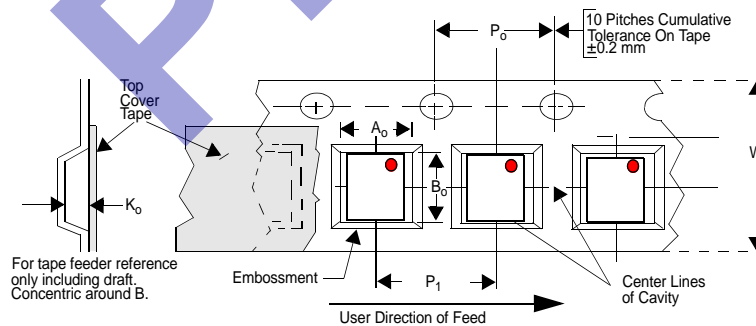 10 Pitches Cumulative
Tolerance On Tape
±0.2 mm
Po
Top
Cover
Tape
Ao
W
Bo
Ko
For tape feeder reference
only including draft.
Concentric around B.
Embossment
P1
Center Lines
of Cavity
User Direction of Feed